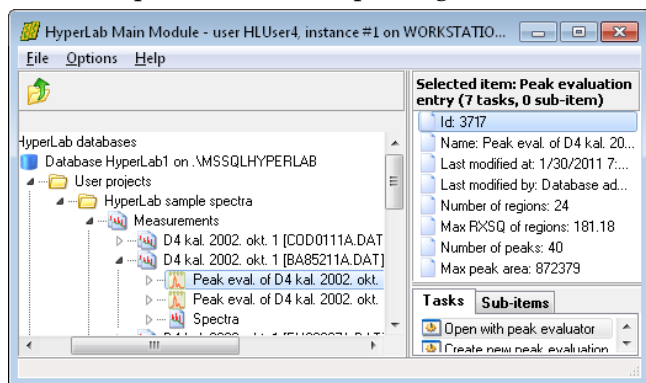 HyperLab Main Module - user HLUser4, instance #1 on WORKSTATIO...
File Options Help
HyperLab databases
Database HyperLab1 on .\MSSQLHYPERLAB
User projects
HyperLab sample spectra
Measurements
D4 kal. 2002. okt. 1 [COD0111A.DAT
D4 kal. 2002. okt. 1 [BA85211A.DAT]
Peak eval. of D4 kal. 2002. okt.
Peak eval. of D4 kal. 2002. okt.
Spectra
Selected item: Peak evaluation
entry (7 tasks, 0 sub-item)
Id: 3717
Name: Peak eval. of D4 kal. 20...
Last modified at: 1/30/2011 7:...
Last modified by: Database ad...
Number of regions: 24
Max RXSQ of regions: 181.18
Number of peaks: 40
Max peak area: 872379
Tasks Sub-items
Open with peak evaluator
Create new peak evaluation